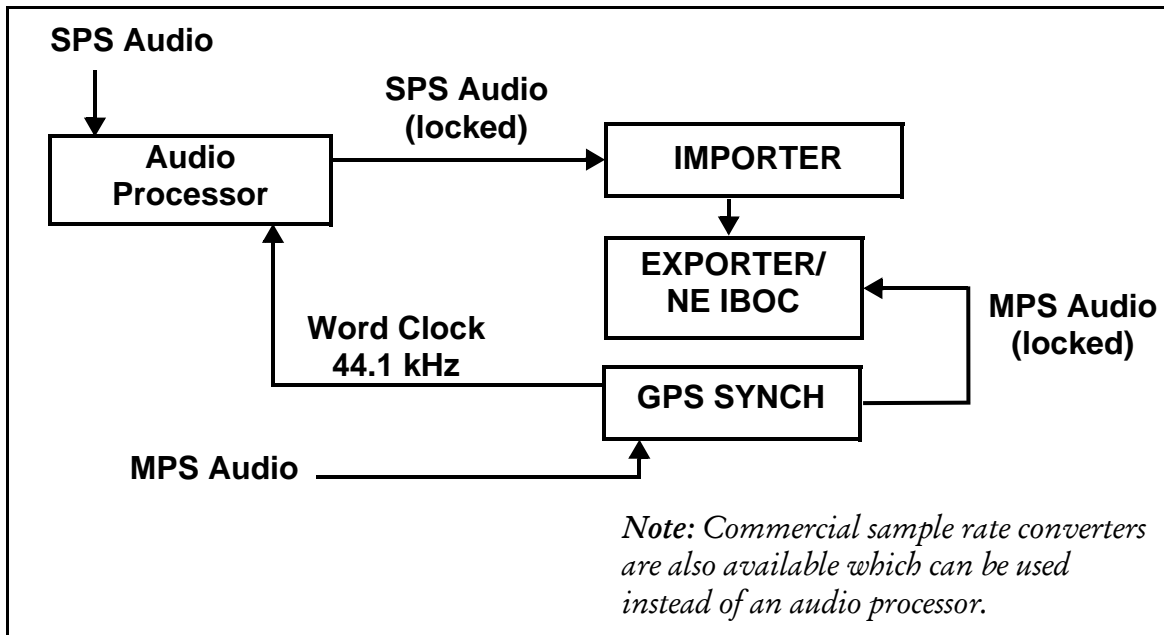 SPS Audio
SPS Audio
(locked)
Audio
Processor
IMPORTER
EXPORTER/
NE IBOC
MPS Audio
(locked)
Word Clock
44.1 kHz
GPS SYNCH
MPS Audio
Note: Commercial sample rate converters
are also available which can be used
instead of an audio processor.